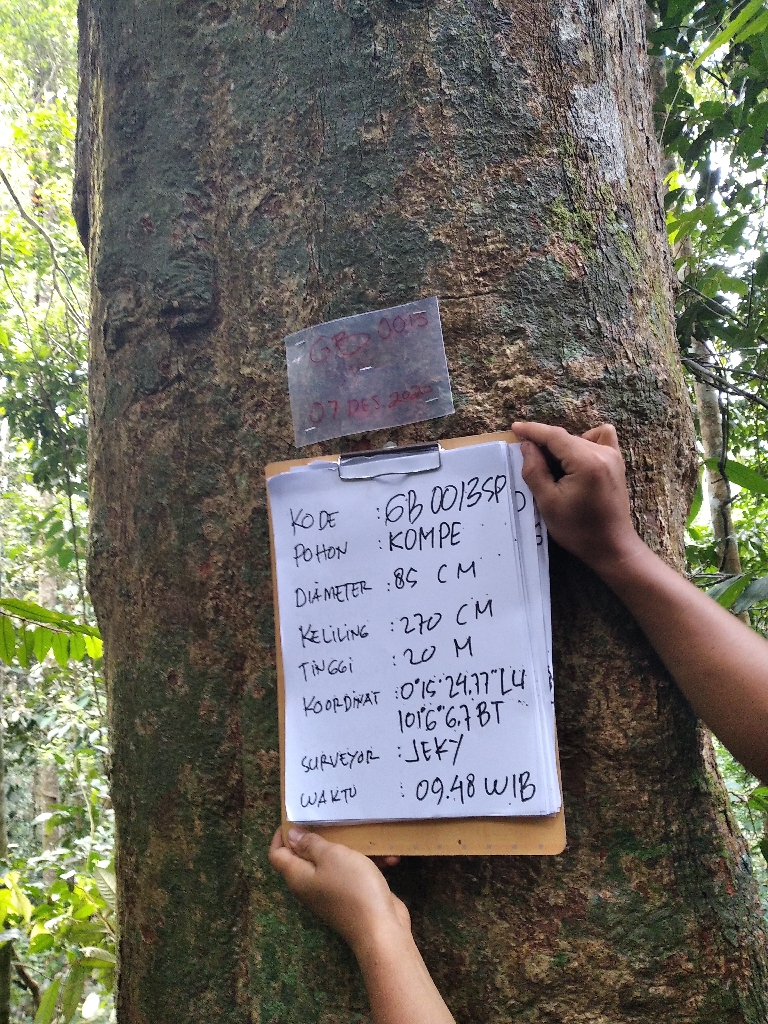 GB 0013
07 DES 2020
KODE : GB 0013SP
POHON : KOMPE
DIAMETER : 85 CM
KELILING : 270 CM
TINGGI : 20 M
KOORDINAT : 0°15'24.77"LU
101°6"6.7 BT
SURVEYOR : JEKY
WAKTU : 09.48 WIB